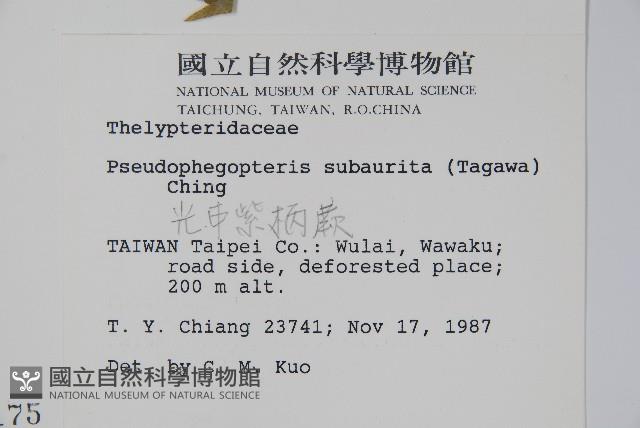 國立自然科學博物館
NATIONAL MUSEUM OF NATURAL SCIENCE
TAICHUNG, TAIWAN, R.O.CHINA
Thelypteridaceae
Pseudophegopteris subaurita (Tagawa)
Ching
光車紫柄蕨
TAIWAN Taipei Co.: Wulai, Wawaku;
road side, deforested place;
200 m alt.
T. Y. Chiang 23741; Nov 17, 1987
Det. by C. M. Kuo
國立自然科學博物館
NATIONAL MUSEUM OF NATURAL SCIENCE
175